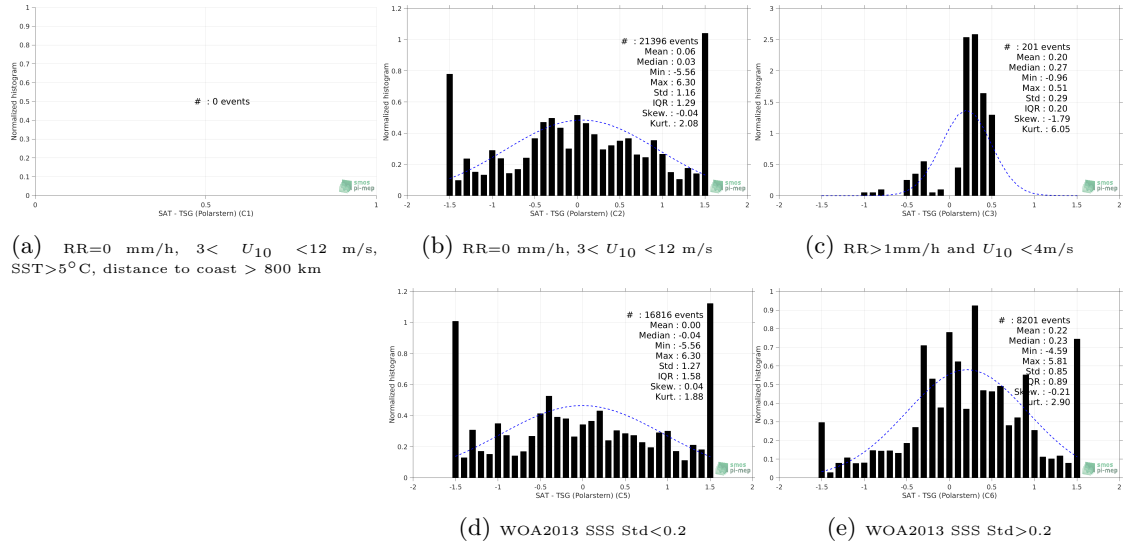 1
0.9
0.8
0.7
0.6
0.5
0.4
0.3
0.2
0.1
0
Normalized histogram
# : 0 events
smos
pi-mep
0 0.5 1
SAT - TSG (Polarstern) (C1)
(a) RR=0 mm/h, 3< U10 <12 m/s,
SST>5°C, distance to coast > 800 km
1.2
1
0.8
0.6
0.4
0.2
0
Normalized histogram
# : 21396 events
Mean : 0.06
Median : 0.03
Min : -5.56
Max : 6.30
Std : 1.16
IQR : 1.29
Skew. : -0.04
Kurt. : 2.08
smos
pi-mep
-2 -1.5 -1 -0.5 0 0.5 1 1.5 2
SAT - TSG (Polarstern) (C2)
(b) RR=0 mm/h, 3< U10 <12 m/s
3
2.5
2
1.5
1
0.5
0
Normalized histogram
# : 201 events
Mean : 0.20
Median : 0.27
Min : -0.96
Max : 0.51
Std : 0.29
IQR : 0.20
Skew. : -1.79
Kurt. : 6.05
smos
pi-mep
-2 -1.5 -1 -0.5 0 0.5 1 1.5 2
SAT - TSG (Polarstern) (C3)
(c) RR>1mm/h and U10 <4m/s
1.2
1
0.8
0.6
0.4
0.2
0
Normalized histogram
# : 16816 events
Mean : 0.00
Median : -0.04
Min : -5.56
Max : 6.30
Std : 1.27
IQR : 1.58
Skew. : 0.04
Kurt. : 1.88
smos
pi-mep
-2 -1.5 -1 -0.5 0 0.5 1 1.5 2
SAT - TSG (Polarstern) (C5)
(d) WOA2013 SSS Std<0.2
1
0.9
0.8
0.7
0.6
0.5
0.4
0.3
0.2
0.1
0
Normalized histogram
# : 8201 events
Mean : 0.22
Median : 0.23
Min : -4.59
Max : 5.81
Std : 0.85
IQR : 0.89
Skew. : -0.21
Kurt. : 2.90
smos
pi-mep
-2 -1.5 -1 -0.5 0 0.5 1 1.5 2
SAT - TSG (Polarstern) (C6)
(e) WOA2013 SSS Std>0.2